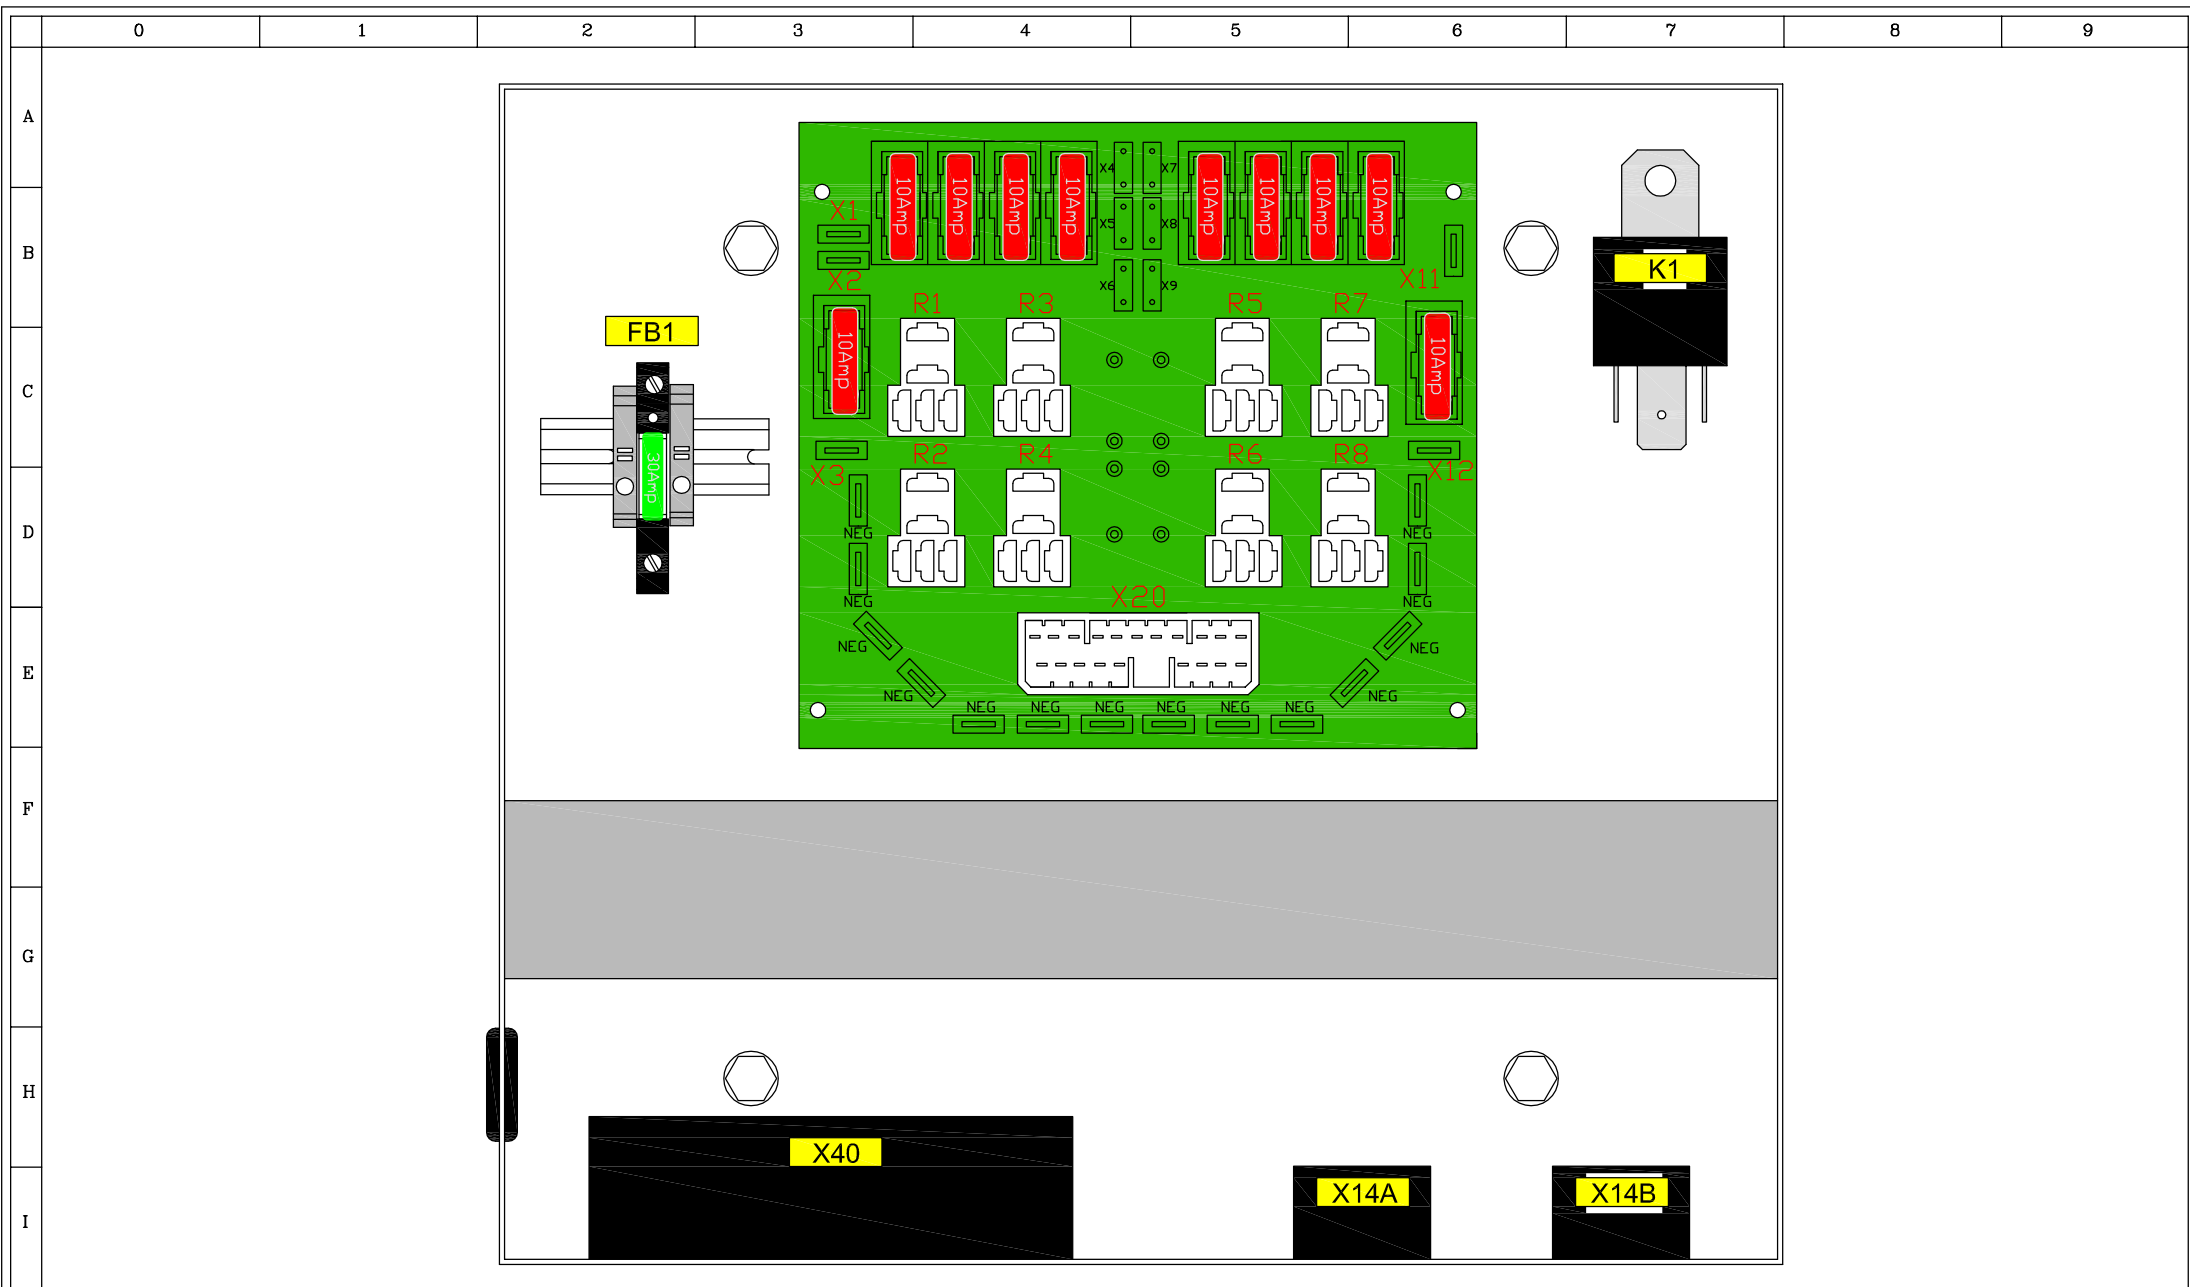 0 1 2 3 4 5 6 7 8 9
A
X4 X7
10Amp 10Amp 10Amp 10Amp 10Amp 10Amp 10Amp 10Amp
X1
X5 X8
B
K1
X2 X11
X6 X9
R1 R3 R5 R7
FB1
10Amp 10Amp
C
R2 R4 R6 R8
X3 X12
30Amp
D
NEG NEG
X20
NEG NEG
NEG NEG
E
NEG NEG
NEG NEG NEG NEG NEG NEG
F
G
H
X40
X14A X14B
I